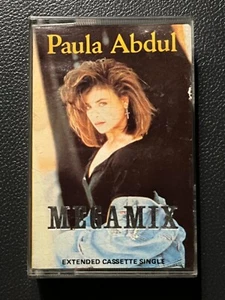 Paula Abdul
MEGAMIX
EXTENDED CASSETTE SINGLE